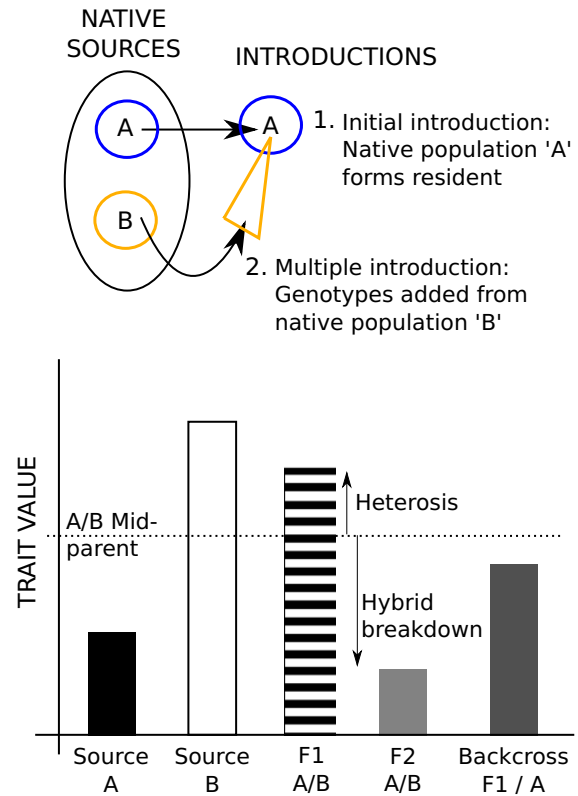 NATIVE
SOURCES
INTRODUCTIONS
A
A
B
1. Initial introduction:
Native population 'A'
forms resident
2. Multiple introduction:
Genotypes added from
native population 'B'
TRAIT VALUE
A/B Mid-
parent
Heterosis
Hybrid
breakdown
Source
A
Source
B
F1
A/B
F2
A/B
Backcross
F1 / A